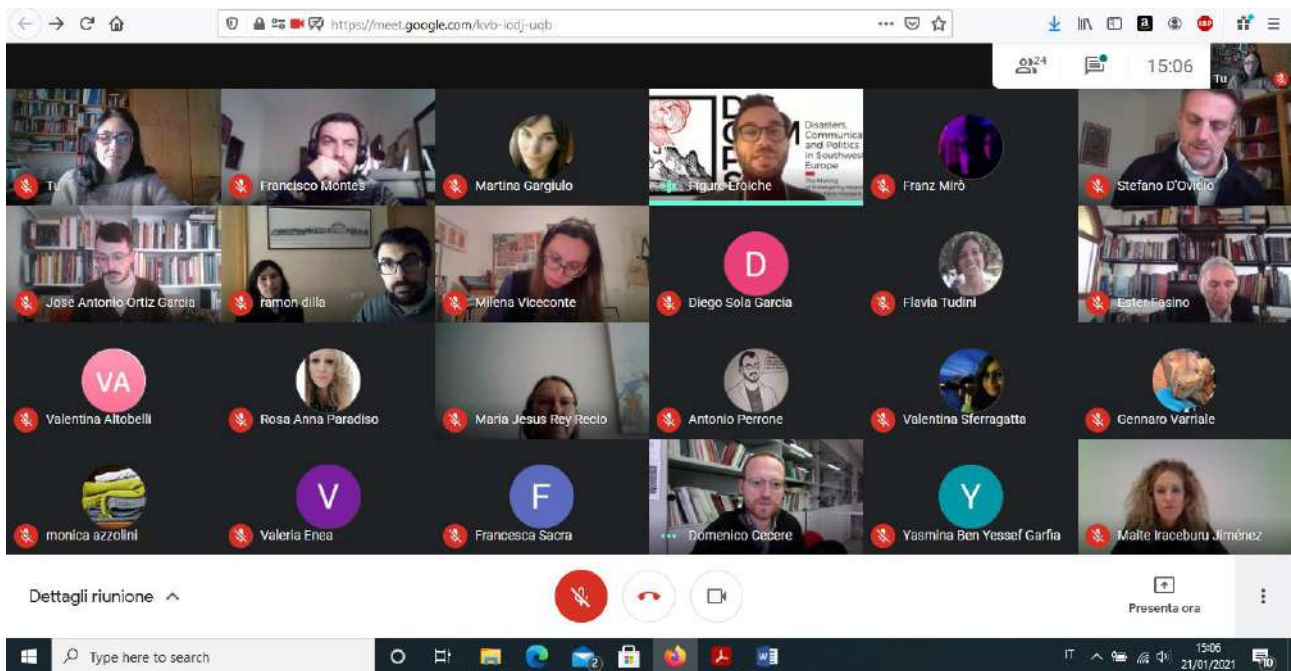 https://meet.google.com/kvb-iodj-uqb
24
15:06
Tu
Tu
Francisco Montes
Martina Gargiulo
Disasters,
Communica
and Politics
in Southwest
Europe
Figure Eroiche
Franz Mirò
Stefano D'Ovidio
Jose Antonio Ortiz Garcia
ramon dilla
Milena Viceconte
D
Diego Sola Garcia
Flavia Tudini
Ester Fasino
VA
Valentina Altobelli
Rosa Anna Paradiso
Maria Jesus Rey Recio
Antonio Perrone
Valentina Sferragatta
Gennaro Varriale
monica azzolini
V
Valeria Enea
F
Francesca Sacra
Domenico Cecere
Y
Yasmina Ben Yessef Garfia
Maite Iraceburu Jiménez
Dettagli riunione
Presenta ora
Type here to search
IT
15:06
21/01/2021